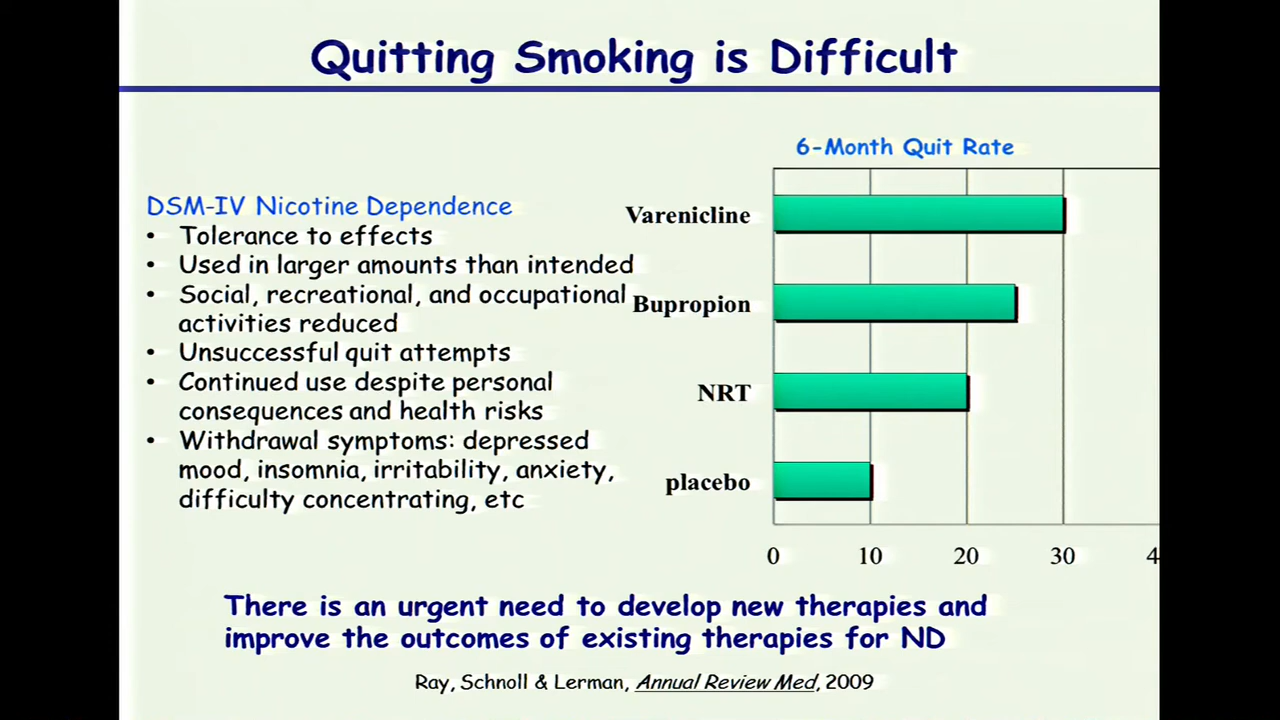 Quitting Smoking is Difficult
6-Month Quit Rate
DSM-IV Nicotine Dependence
• Tolerance to effects
• Used in larger amounts than intended
• Social, recreational, and occupational
activities reduced
• Unsuccessful quit attempts
• Continued use despite personal
consequences and health risks
• Withdrawal symptoms: depressed
mood, insomnia, irritability, anxiety,
difficulty concentrating, etc
Varenicline
Bupropion
NRT
placebo
0 10 20 30 4
There is an urgent need to develop new therapies and
improve the outcomes of existing therapies for ND
Ray, Schnoll & Lerman, Annual Review Med, 2009